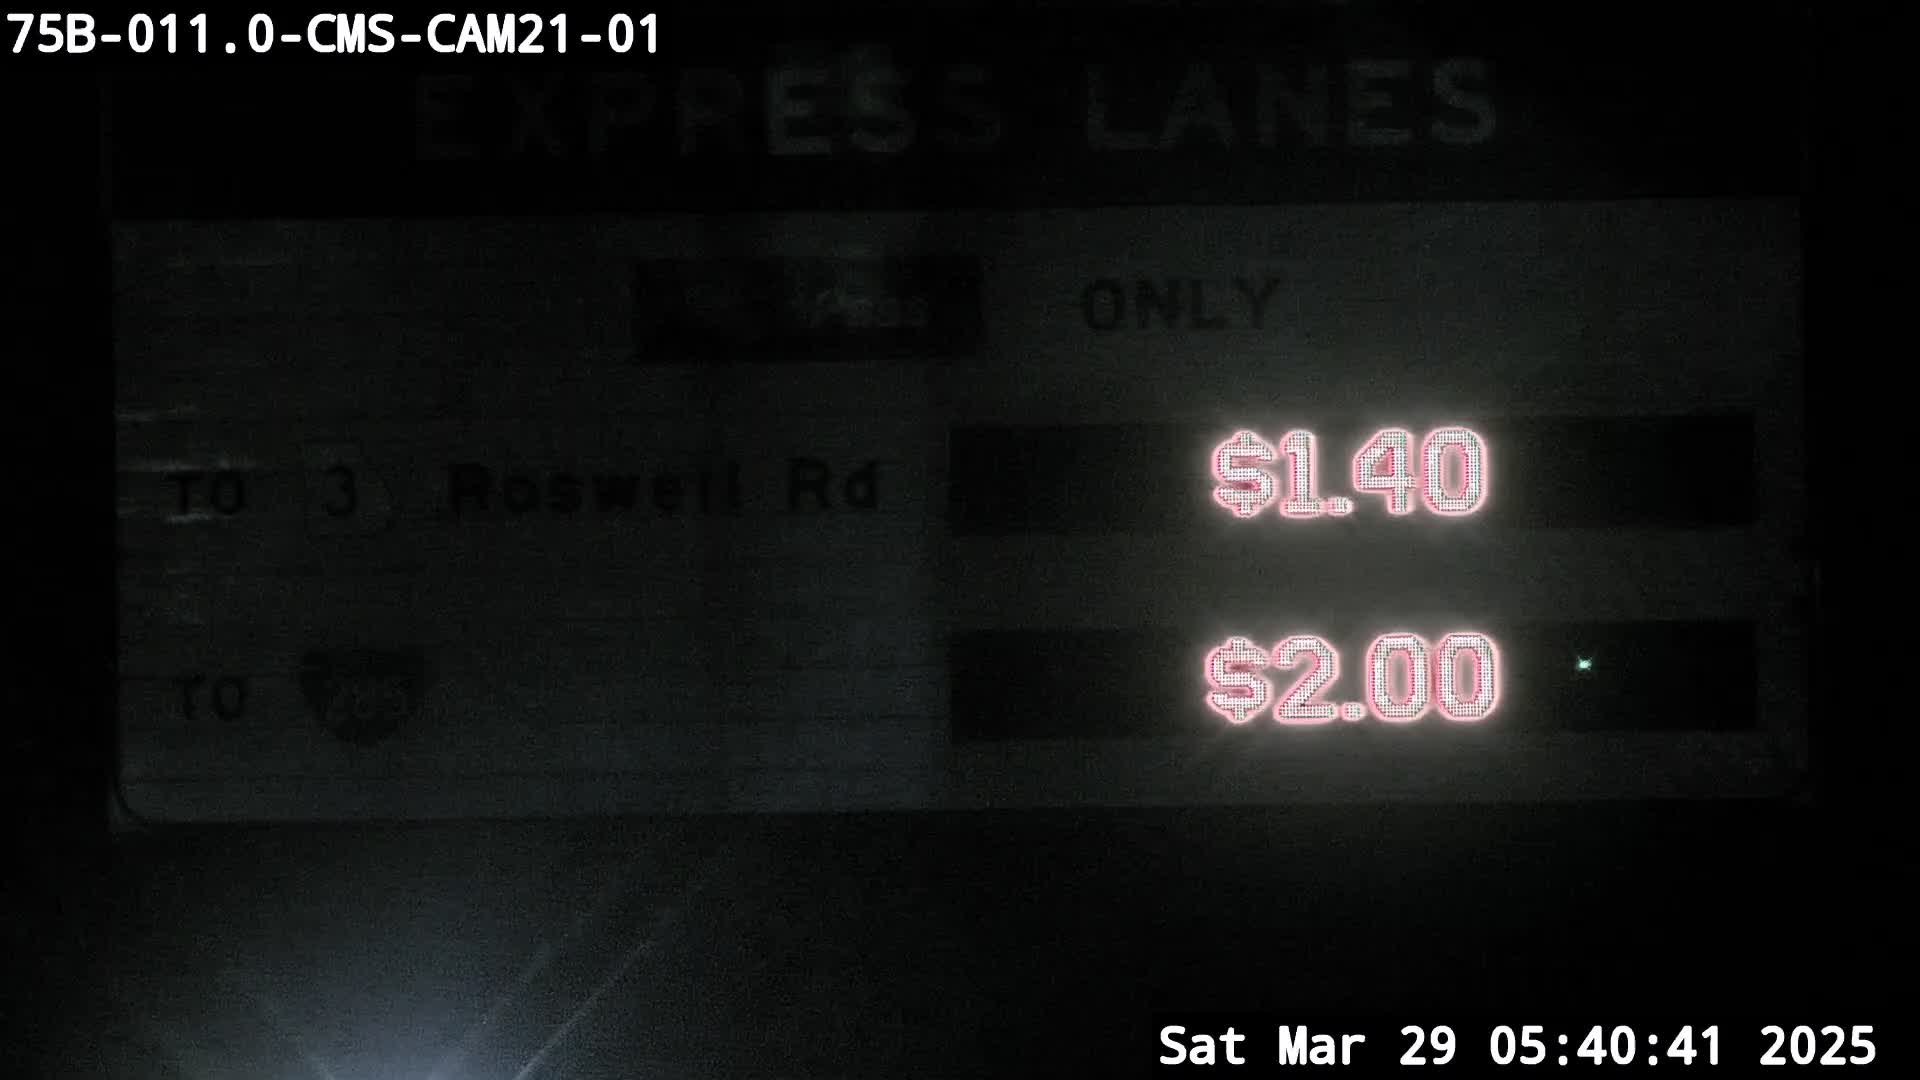 75B-011.0-CMS-CAM21-01
EXPRESS LANES
Pass ONLY
TO 3 Roswell Rd $1.40
TO $2.00
Sat Mar 29 05:40:41 2025